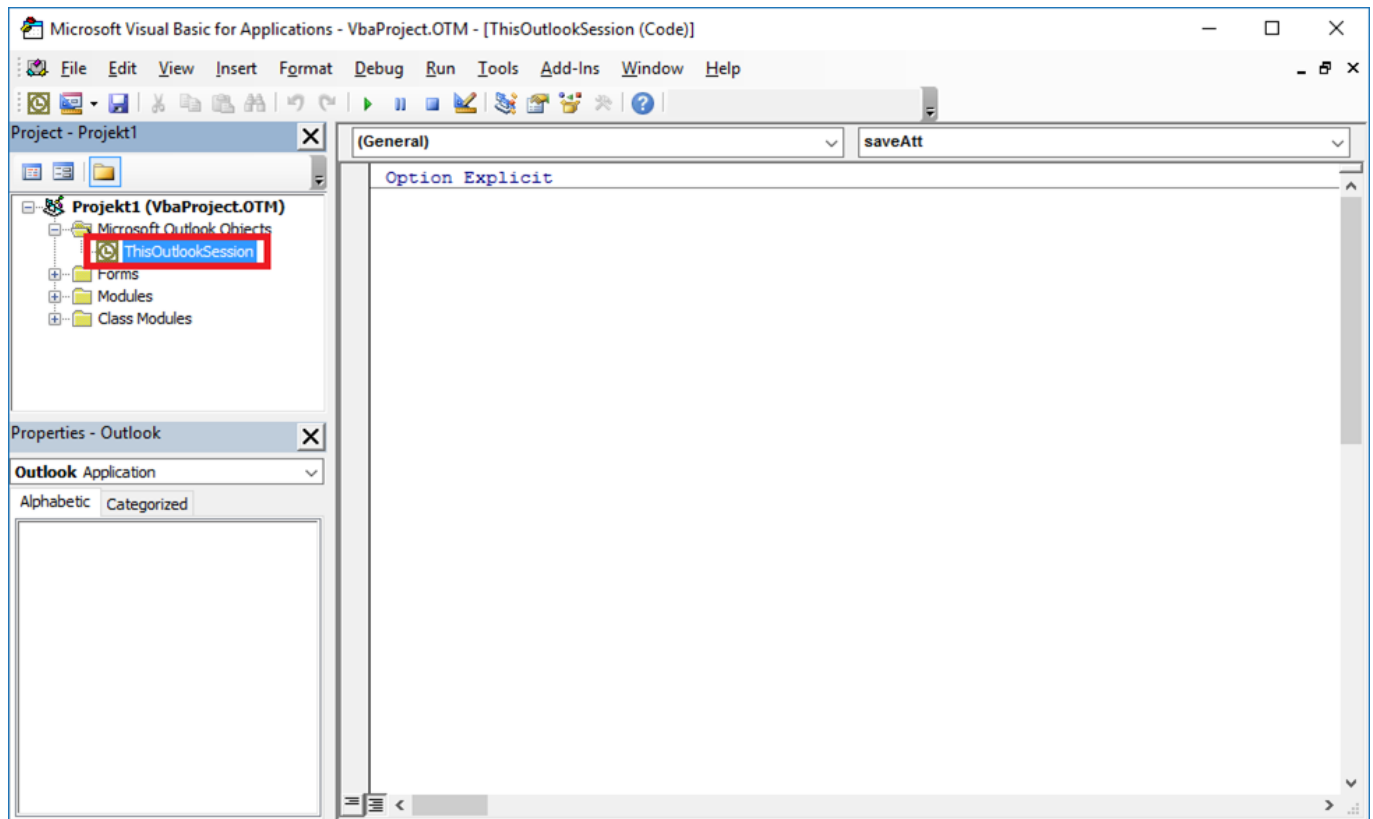 Microsoft Visual Basic for Applications - VbaProject.OTM - [ThisOutlookSession (Code)]
File Edit View Insert Format Debug Run Tools Add-Ins Window Help
Project - Projekt1
(General) saveAtt
Option Explicit
Projekt1 (VbaProject.OTM)
Microsoft Outlook Objects
ThisOutlookSession
Forms
Modules
Class Modules
Properties - Outlook
Outlook Application
Alphabetic Categorized